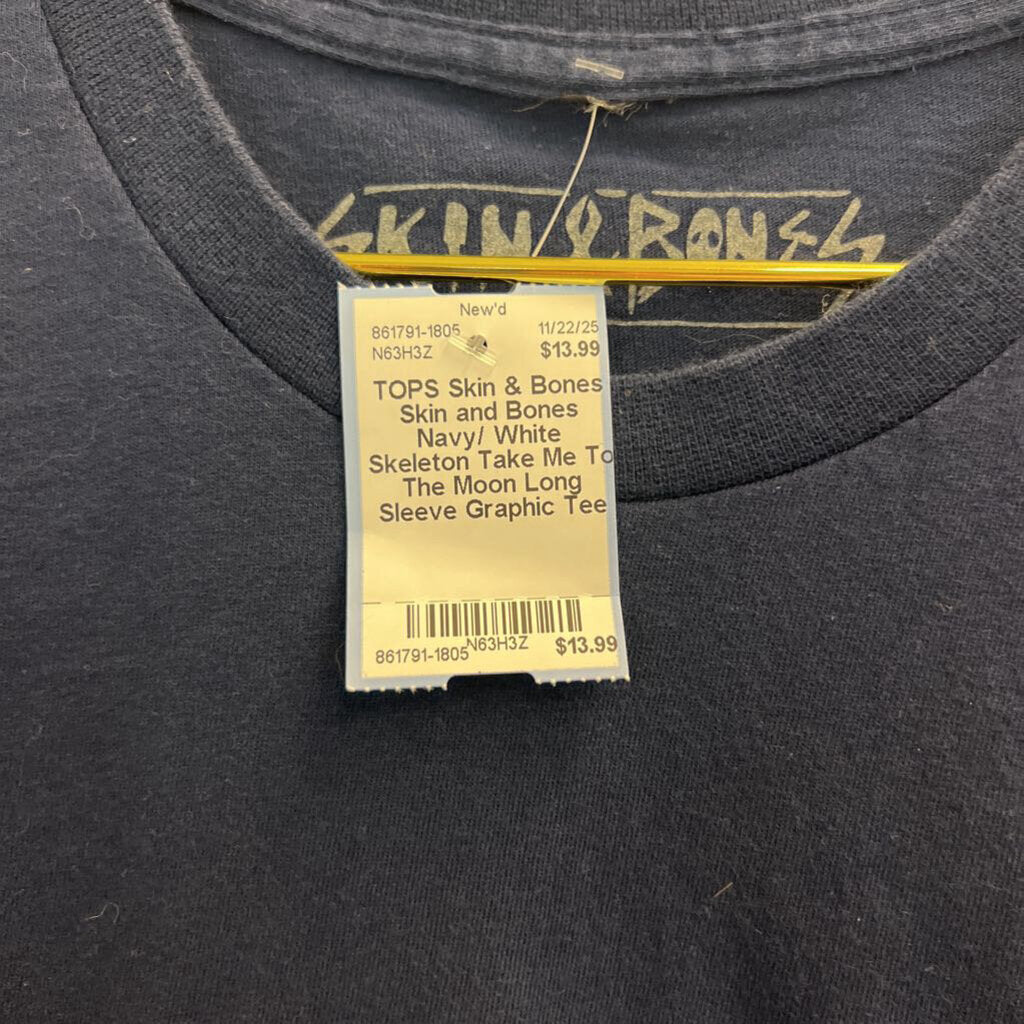 SKIN & BONES
New'd
861791-1805 11/22/25
N63H3Z $13.99
TOPS Skin & Bones
Skin and Bones
Navy/ White
Skeleton Take Me To
The Moon Long
Sleeve Graphic Tee
861791-1805 N63H3Z $13.99